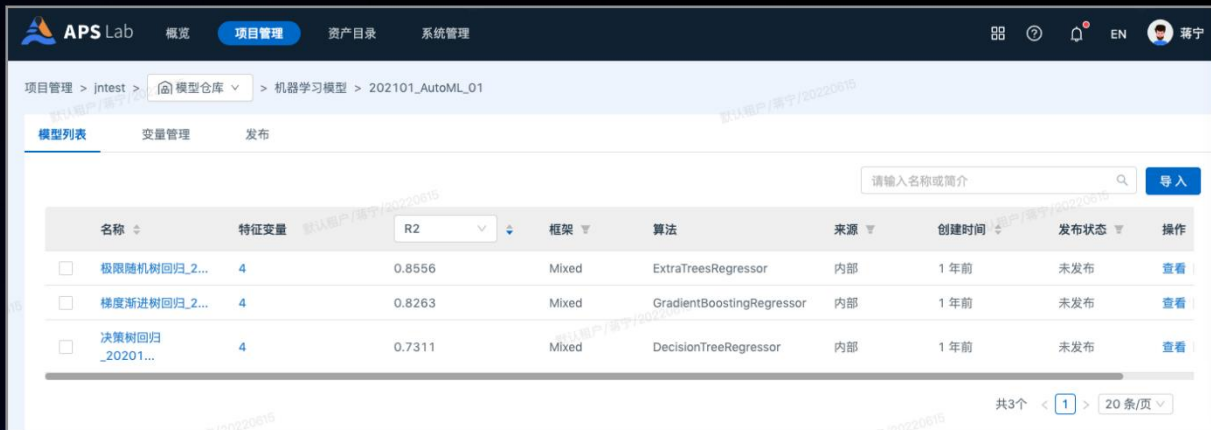 APS Lab 概览 项目管理 资产目录 系统管理 EN 蒋宁
项目管理 > jntest > 模型仓库 > 机器学习模型 > 202101_AutoML_01
默认租户/蒋宁/20220615
模型列表 变量管理 发布
请输入名称或简介 导入
名称 特征变量 R2 框架 算法 来源 创建时间 发布状态 操作
极限随机树回归_2... 4 0.8556 Mixed ExtraTreesRegressor 内部 1 年前 未发布 查看
梯度渐进树回归_2... 4 0.8263 Mixed GradientBoostingRegressor 内部 1 年前 未发布 查看
决策树回归
_20201... 4 0.7311 Mixed DecisionTreeRegressor 内部 1 年前 未发布 查看
共3个 < 1 > 20 条/页